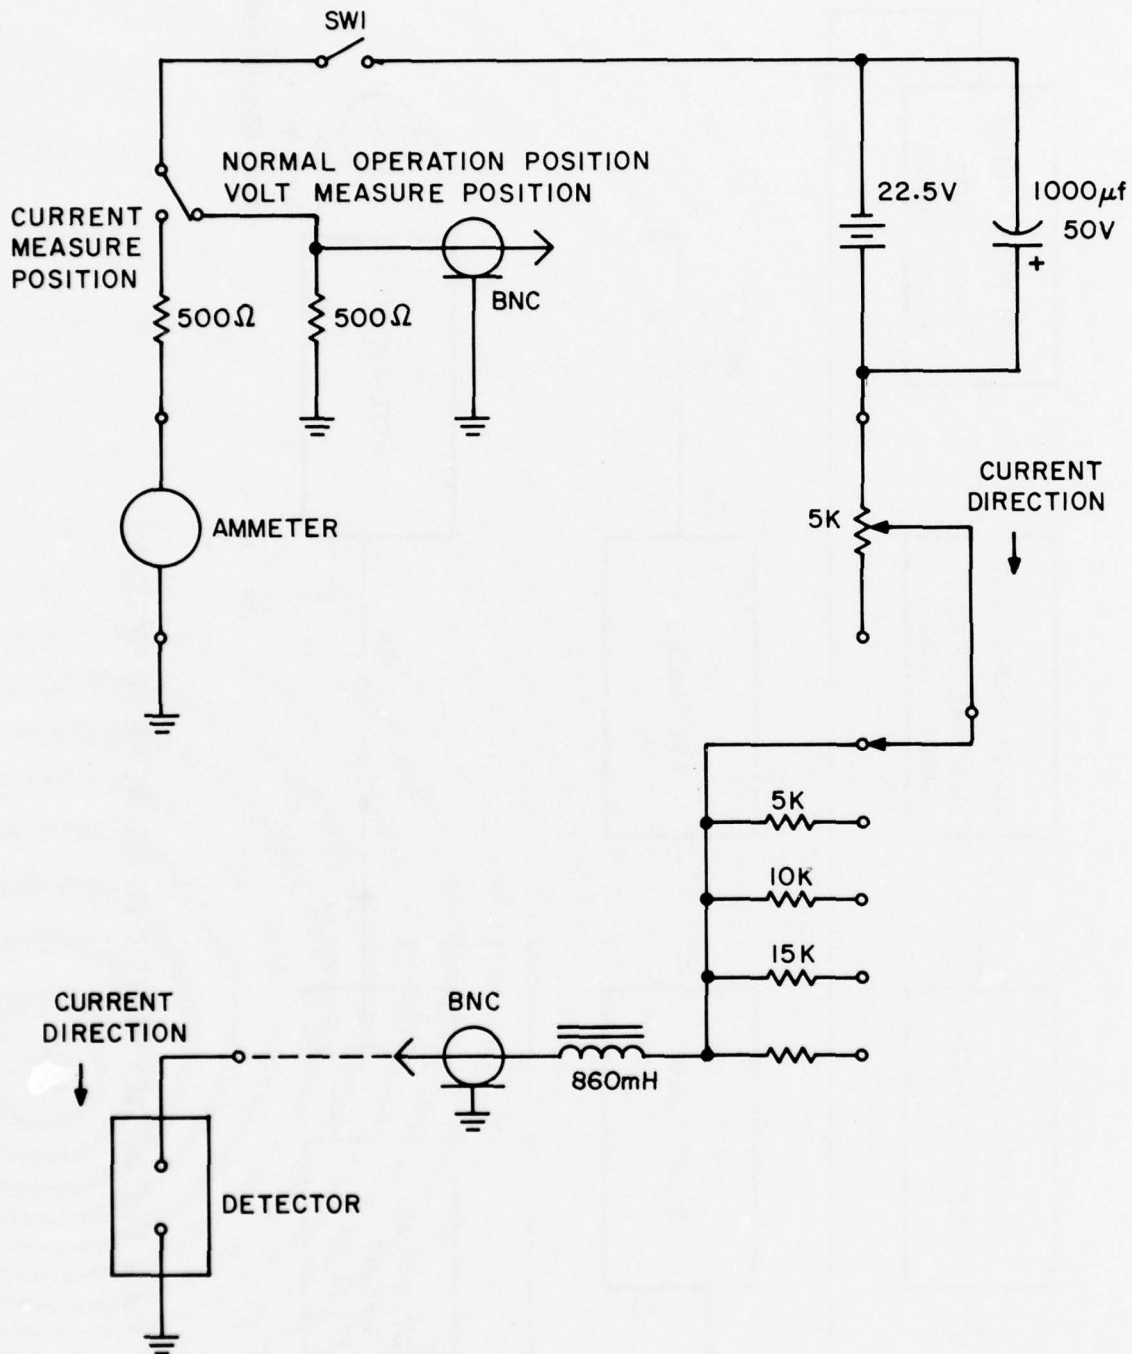 SW1
NORMAL OPERATION POSITION
VOLT MEASURE POSITION
CURRENT
MEASURE
POSITION
22.5V
1000µf
50V
+
500Ω
500Ω
BNC
AMMETER
CURRENT
DIRECTION
5K
5K
10K
15K
CURRENT
DIRECTION
BNC
860mH
DETECTOR